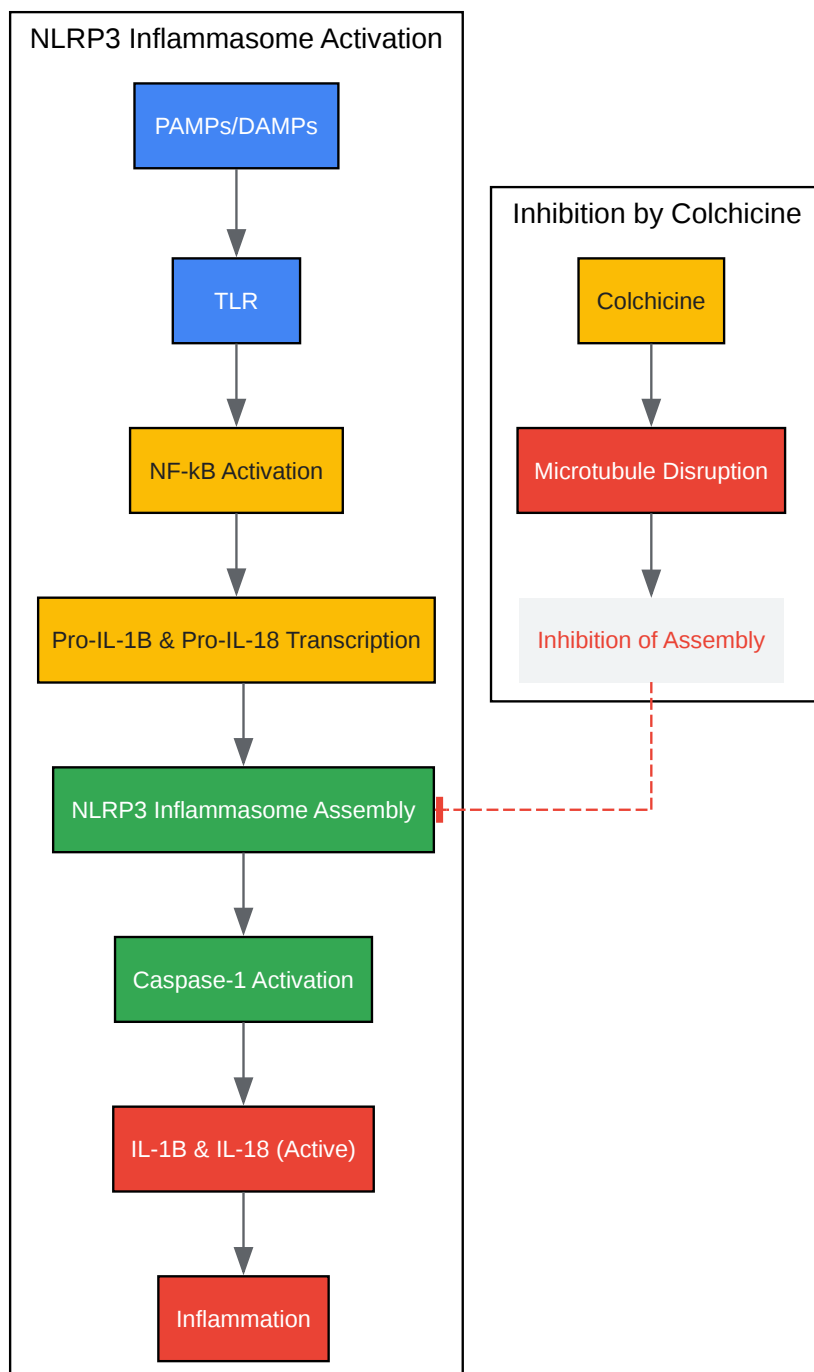 NLRP3 Inflammasome Activation
PAMPs/DAMPs
TLR
NF-kB Activation
Pro-IL-1B & Pro-IL-18 Transcription
NLRP3 Inflammasome Assembly
Caspase-1 Activation
IL-1B & IL-18 (Active)
Inflammation
Inhibition by Colchicine
Colchicine
Microtubule Disruption
Inhibition of Assembly